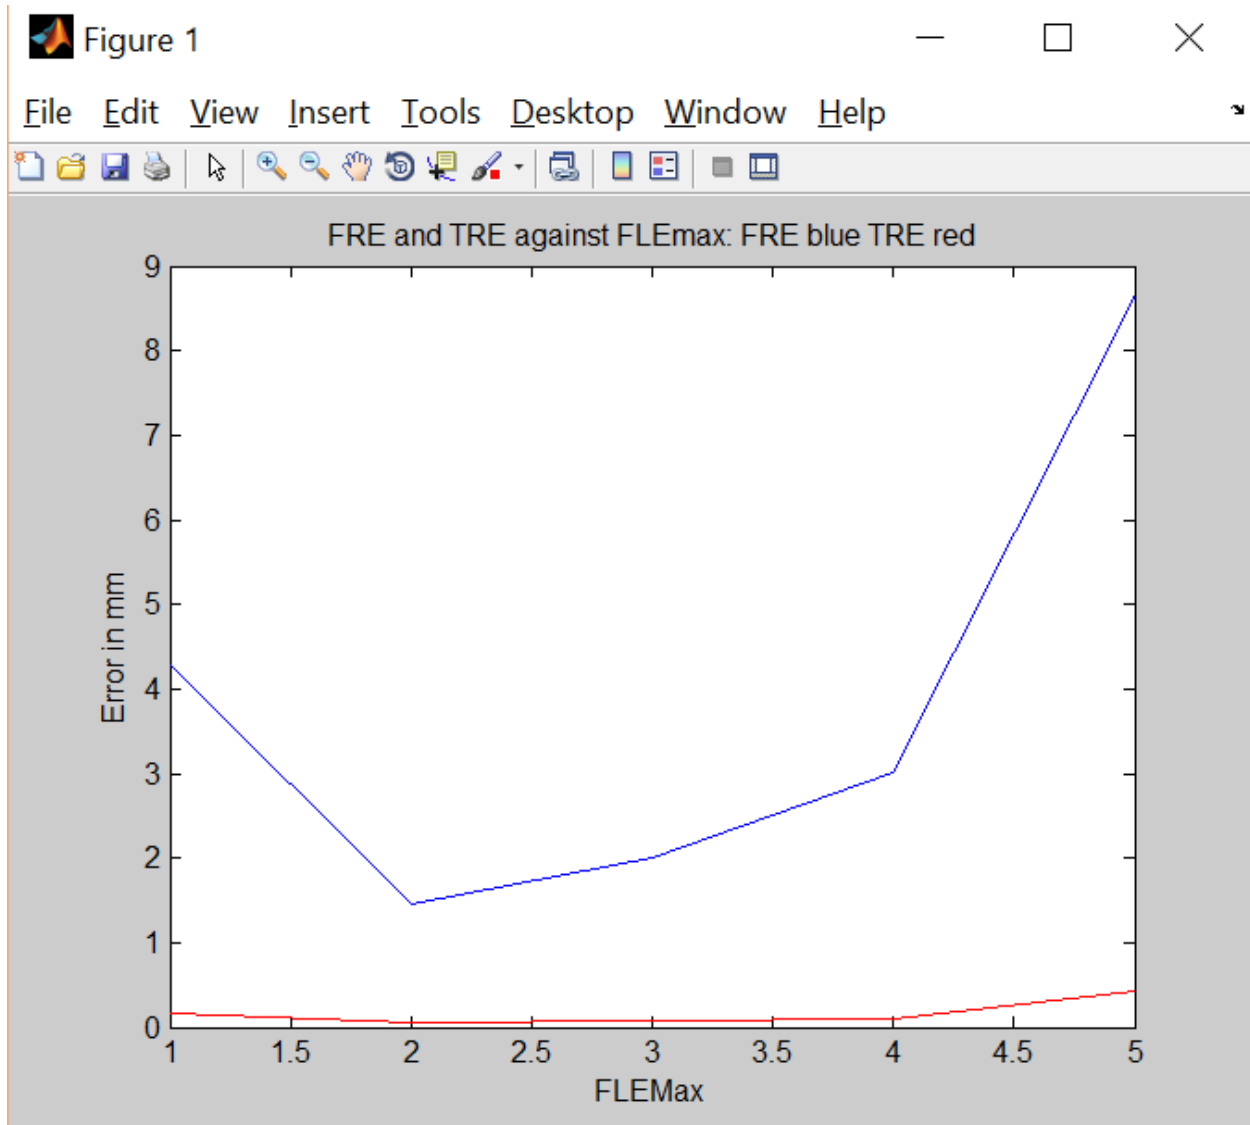 Figure 1
File Edit View Insert Tools Desktop Window Help
FRE and TRE against FLEmax: FRE blue TRE red
9
8
7
6
5
4
3
2
1
0
Error in mm
1 1.5 2 2.5 3 3.5 4 4.5 5
FLEMax